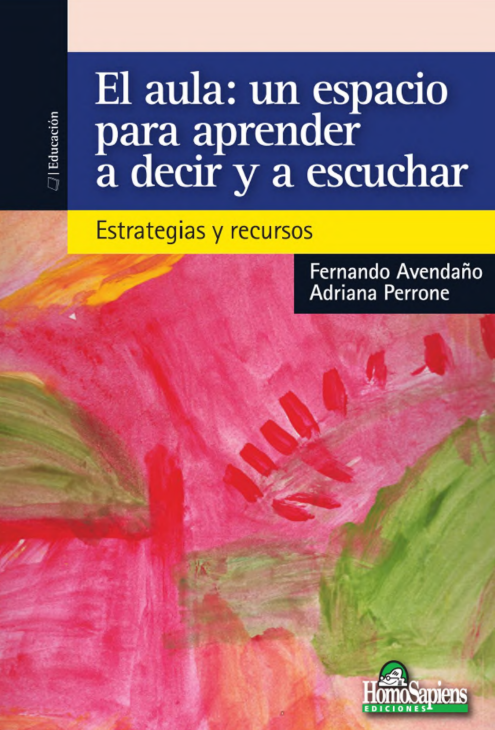 Educación
El aula: un espacio
para aprender
a decir y a escuchar
Estrategias y recursos
Fernando Avendaño
Adriana Perrone
HomoSapiens
EDICIONES